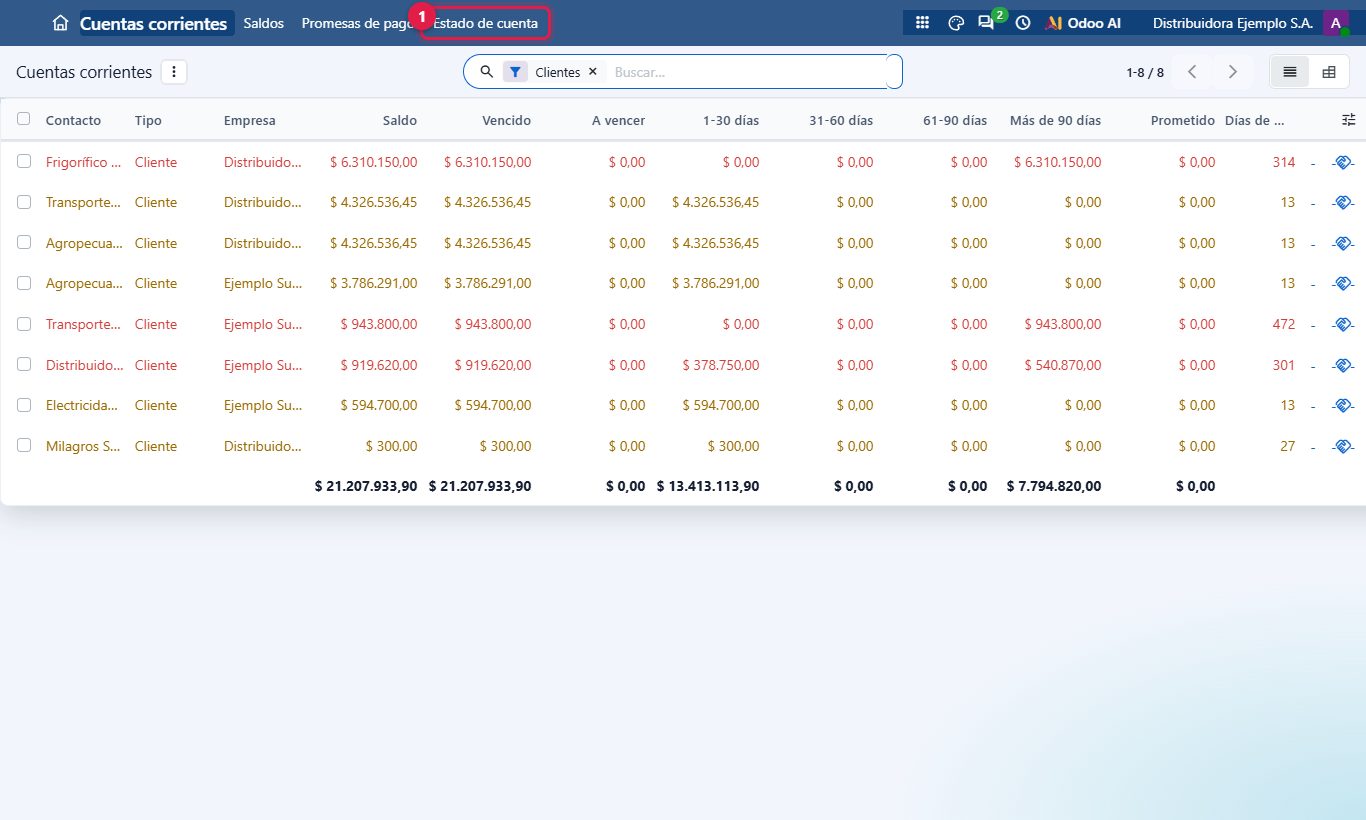 Cuentas corrientes Saldos Promesas de pago 1 Estado de cuenta 2 Odoo AI Distribuidora Ejemplo S.A. A
Cuentas corrientes Clientes × Buscar... 1-8 / 8
Contacto Tipo Empresa Saldo Vencido A vencer 1-30 días 31-60 días 61-90 días Más de 90 días Prometido Días de ...
Frigorífico ... Cliente Distribuido... $ 6.310.150,00 $ 6.310.150,00 $ 0,00 $ 0,00 $ 0,00 $ 0,00 $ 6.310.150,00 $ 0,00 314 -
Transporte... Cliente Distribuido... $ 4.326.536,45 $ 4.326.536,45 $ 0,00 $ 4.326.536,45 $ 0,00 $ 0,00 $ 0,00 $ 0,00 13 -
Agropecua... Cliente Distribuido... $ 4.326.536,45 $ 4.326.536,45 $ 0,00 $ 4.326.536,45 $ 0,00 $ 0,00 $ 0,00 $ 0,00 13 -
Agropecua... Cliente Ejemplo Su... $ 3.786.291,00 $ 3.786.291,00 $ 0,00 $ 3.786.291,00 $ 0,00 $ 0,00 $ 0,00 $ 0,00 13 -
Transporte... Cliente Ejemplo Su... $ 943.800,00 $ 943.800,00 $ 0,00 $ 0,00 $ 0,00 $ 0,00 $ 943.800,00 $ 0,00 472 -
Distribuido... Cliente Ejemplo Su... $ 919.620,00 $ 919.620,00 $ 0,00 $ 378.750,00 $ 0,00 $ 0,00 $ 540.870,00 $ 0,00 301 -
Electricida... Cliente Ejemplo Su... $ 594.700,00 $ 594.700,00 $ 0,00 $ 594.700,00 $ 0,00 $ 0,00 $ 0,00 $ 0,00 13 -
Milagros S... Cliente Distribuido... $ 300,00 $ 300,00 $ 0,00 $ 300,00 $ 0,00 $ 0,00 $ 0,00 $ 0,00 27 -
$ 21.207.933,90 $ 21.207.933,90 $ 0,00 $ 13.413.113,90 $ 0,00 $ 0,00 $ 7.794.820,00 $ 0,00